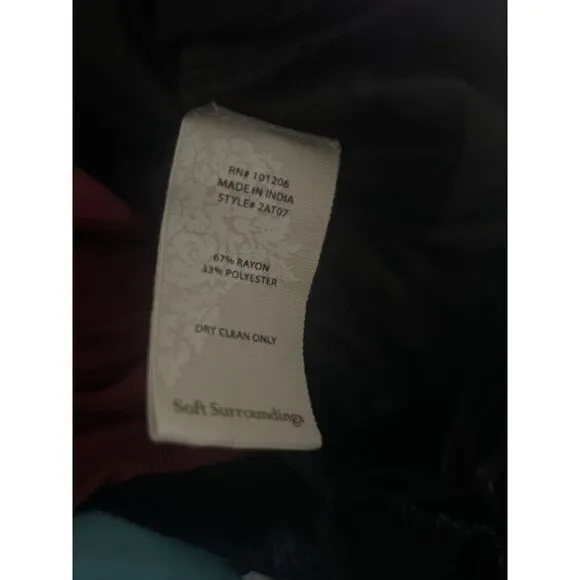 RN# 101206
MADE IN INDIA
STYLE# 2AT07
67% RAYON
33% POLYESTER
DRY CLEAN ONLY
Soft Surroundings